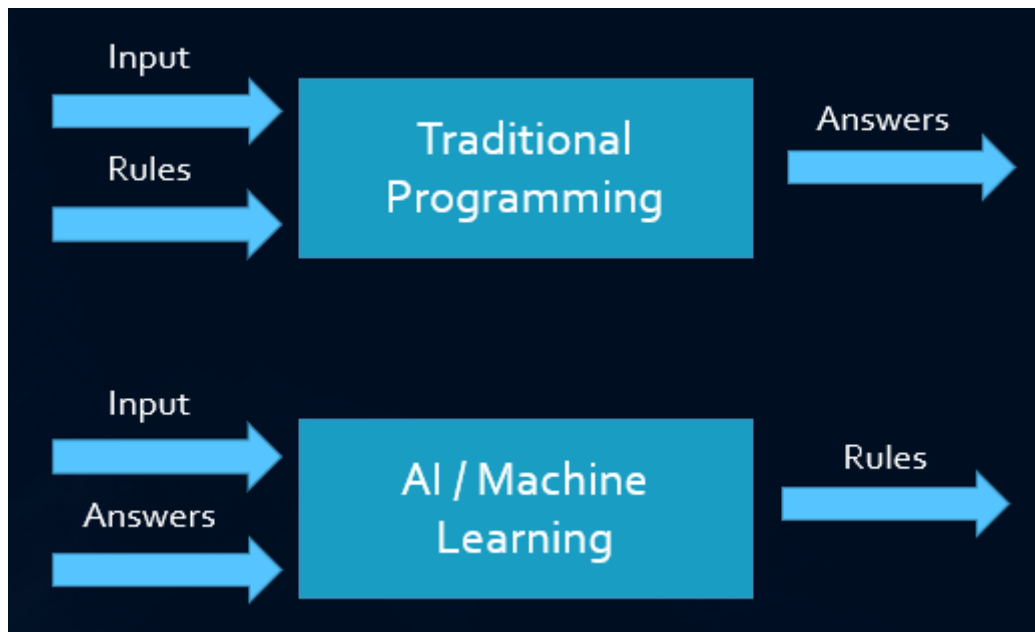 Input
Rules
Traditional
Programming
Answers
Input
Answers
AI / Machine
Learning
Rules